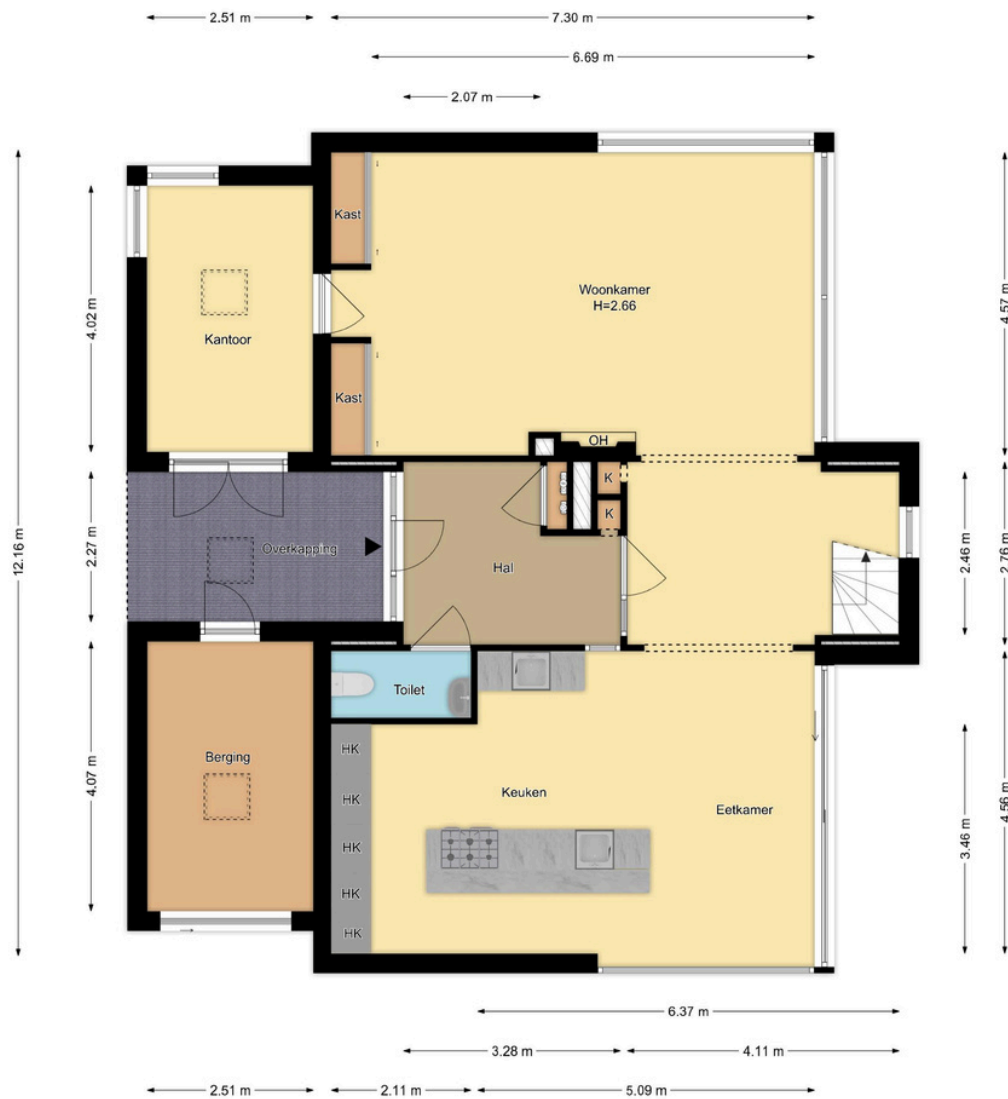 2.51 m
7.30 m
6.69 m
2.07 m
Kast
Woonkamer
H=2.66
Kantoor
Kast
OH
K
K
Overkapping
Hal
Toilet
Berging
HK
HK
HK
HK
HK
Keuken
Eetkamer
12.16 m
4.02 m
2.27 m
4.07 m
4.57 m
2.46 m
2.76 m
3.46 m
4.56 m
6.37 m
3.28 m
4.11 m
2.51 m
2.11 m
5.09 m